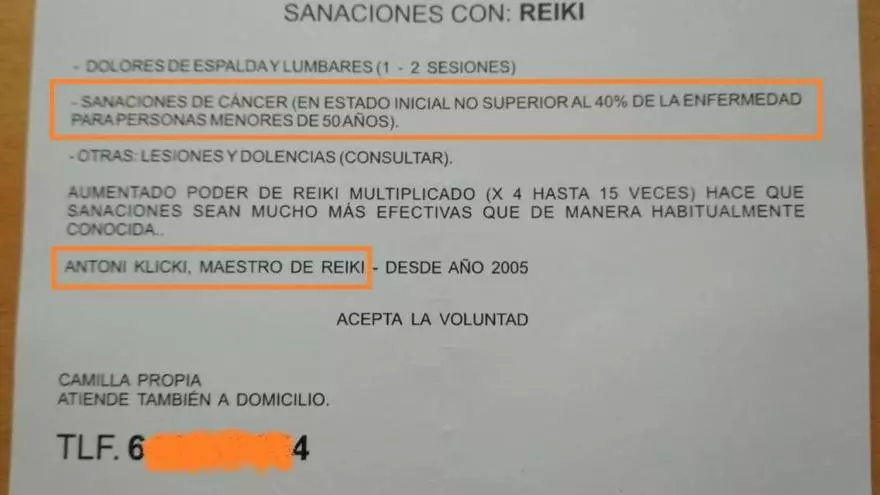 SANACIONES CON: REIKI
- DOLORES DE ESPALDA Y LUMBARES (1 - 2 SESIONES)
- SANACIONES DE CÁNCER (EN ESTADO INICIAL NO SUPERIOR AL 40% DE LA ENFERMEDAD
PARA PERSONAS MENORES DE 50 AÑOS).
- OTRAS: LESIONES Y DOLENCIAS (CONSULTAR).
AUMENTADO PODER DE REIKI MULTIPLICADO (X 4 HASTA 15 VECES) HACE QUE
SANACIONES SEAN MUCHO MÁS EFECTIVAS QUE DE MANERA HABITUALMENTE
CONOCIDA..
ANTONI KLICKI, MAESTRO DE REIKI - DESDE AÑO 2005
ACEPTA LA VOLUNTAD
CAMILLA PROPIA
ATIENDE TAMBIÉN A DOMICILIO.
TLF. 6 4